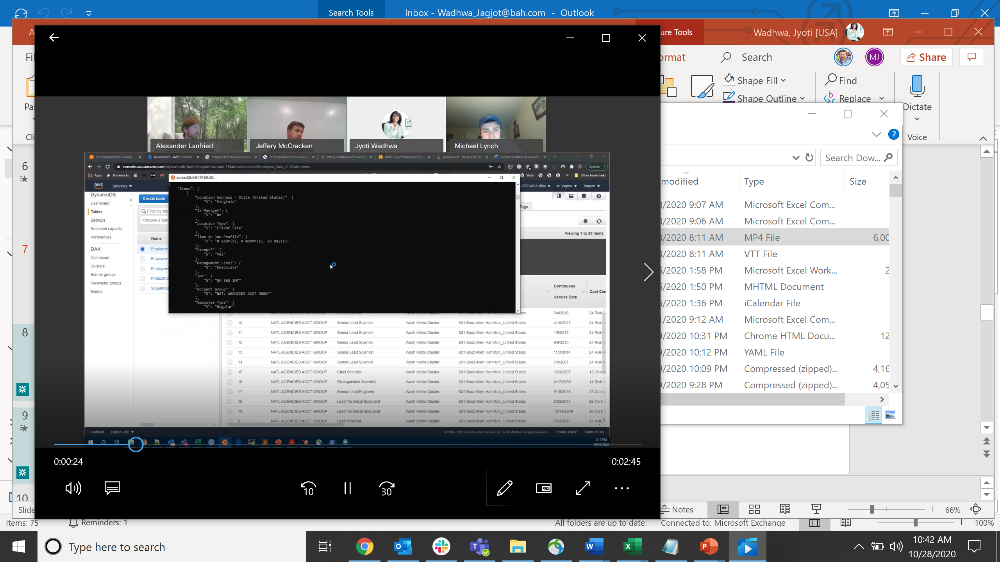 Search Tools
Inbox - Wadhwa_Jagjot@bah.com - Outlook
ure Tools
Wadhwa, Jyoti [USA]
Search
MJ
Share
Shape Fill
Find
Shape Outline
Replace
Dictate
Voice
Alexander Lanfried
Jeffery McCracken
Jyoti Wadhwa
Michael Lynch
S3 Management Console
DynamoDB - AWS Console
https://vk0hvlpw2b.execut
https://vk0hvlpw2b.execut
https://vk0hvlpw2b.execut
AWS CloudFormation Desi
powershell - Passing API k
localhost:18600/session/fil
console.aws.amazon.com/dynamodb/home?region=us-east-1#tables:selected=Employee_Data_v1.0;tab=items
Update
Apps
Bookmarks
Slack
Other bookmarks
zander@BAH5CD9168LR2: ~
aws
Services
0277-4033-1954
N. Virginia
Support
DynamoDB
Dashboard
Tables
Backups
Reserved capacity
Preferences
DAX
Dashboard
Clusters
Subnet groups
Parameter groups
Events
Create table
Filter by tab
Choose a tabl
Name
Employee
Employee
Employee
ProductCa
SuperMiss
{
"Items": [
{
"Location Address - State (United States)": {
"S": "Virginia"
},
"Is Manager": {
"S": "No"
},
"Location Type": {
"S": "Client Site"
},
"Time in Job Profile": {
"S": "0 year(s), 0 month(s), 28 day(s)"
},
"Exempt?": {
"S": "Yes"
},
"Management Level": {
"S": "Associate"
},
"IMT": {
"S": "NA E&S IMT"
},
"Account Group": {
"S": "NATL AGENCIES ACCT GROUP"
},
"Employee Type": {
"S": "Regular"
Tags
Viewing 1 to 20 items
Continuous
Service Date
Cost Cen
9/4/2018 24 Risk
10 NATL AGENCIES ACCT GROUP Senior Lead Scientist Wash Metro Cluster 631 Booz Allen Hamilton_United States 4/10/2017 24 Risk
11 NATL AGENCIES ACCT GROUP Senior Lead Scientist Wash Metro Cluster 631 Booz Allen Hamilton_United States 1/9/2017 24 Risk
12 NATL AGENCIES ACCT GROUP Senior Lead Scientist Wash Metro Cluster 631 Booz Allen Hamilton_United States 9/8/2015 24 Risk
13 NATL AGENCIES ACCT GROUP Senior Lead Scientist Wash Metro Cluster 631 Booz Allen Hamilton_United States 11/3/2014 24 Risk
14 NATL AGENCIES ACCT GROUP Senior Lead Scientist Wash Metro Cluster 631 Booz Allen Hamilton_United States 7/9/2007 24 Risk
15 NATL AGENCIES ACCT GROUP Chief Scientist Wash Metro Cluster 631 Booz Allen Hamilton_United States 12/3/2007 13 Chan
16 NATL AGENCIES ACCT GROUP Distinguished Scientist Wash Metro Cluster 631 Booz Allen Hamilton_United States 4/17/2009 14 Risk
17 NATL AGENCIES ACCT GROUP Senior Lead Engineer Wash Metro Cluster 631 Booz Allen Hamilton_United States 9/19/2016 23 Chan
18 NATL AGENCIES ACCT GROUP Lead Technical Specialist Wash Metro Cluster 631 Booz Allen Hamilton_United States 6/23/2014 26 Op &
19 NATL AGENCIES ACCT GROUP Lead Technical Specialist Wash Metro Cluster 631 Booz Allen Hamilton_United States 12/14/2009 26 Op &
2 NATL AGENCIES ACCT GROUP Lead Scientist Wash Metro Cluster 631 Booz Allen Hamilton_United States 6/12/2017 24 Risk
Feedback
English (US)
© 2008 - 2020, Amazon Web Services, Inc. or its affiliates. All rights reserved.
Privacy Policy
Terms of Use
8:17 PM
10/27/2020
0:00:24
0:02:45
10
30
Search Dow...
modified
Type
Size
/2020 9:07 AM Microsoft Excel Com...
/2020 9:06 AM Microsoft Excel Com...
/2020 8:11 AM MP4 File 6,00
/2020 8:11 AM VTT File
/2020 1:58 PM Microsoft Excel Work... 2
/2020 1:50 PM MHTML Document
/2020 1:36 PM iCalendar File
/2020 9:12 AM Microsoft Excel Com...
/2020 10:31 PM Chrome HTML Docu... 12
/2020 10:12 PM YAML File
/2020 10:09 PM Compressed (zipped)... 4,16
/2020 9:28 PM Compressed (zipped)... 4,05
6
7
8
9
10
Slide
Notes
66%
Items: 75
Reminders: 1
All folders are up to date.
Connected to: Microsoft Exchange
100%
Type here to search
10:42 AM
10/28/2020